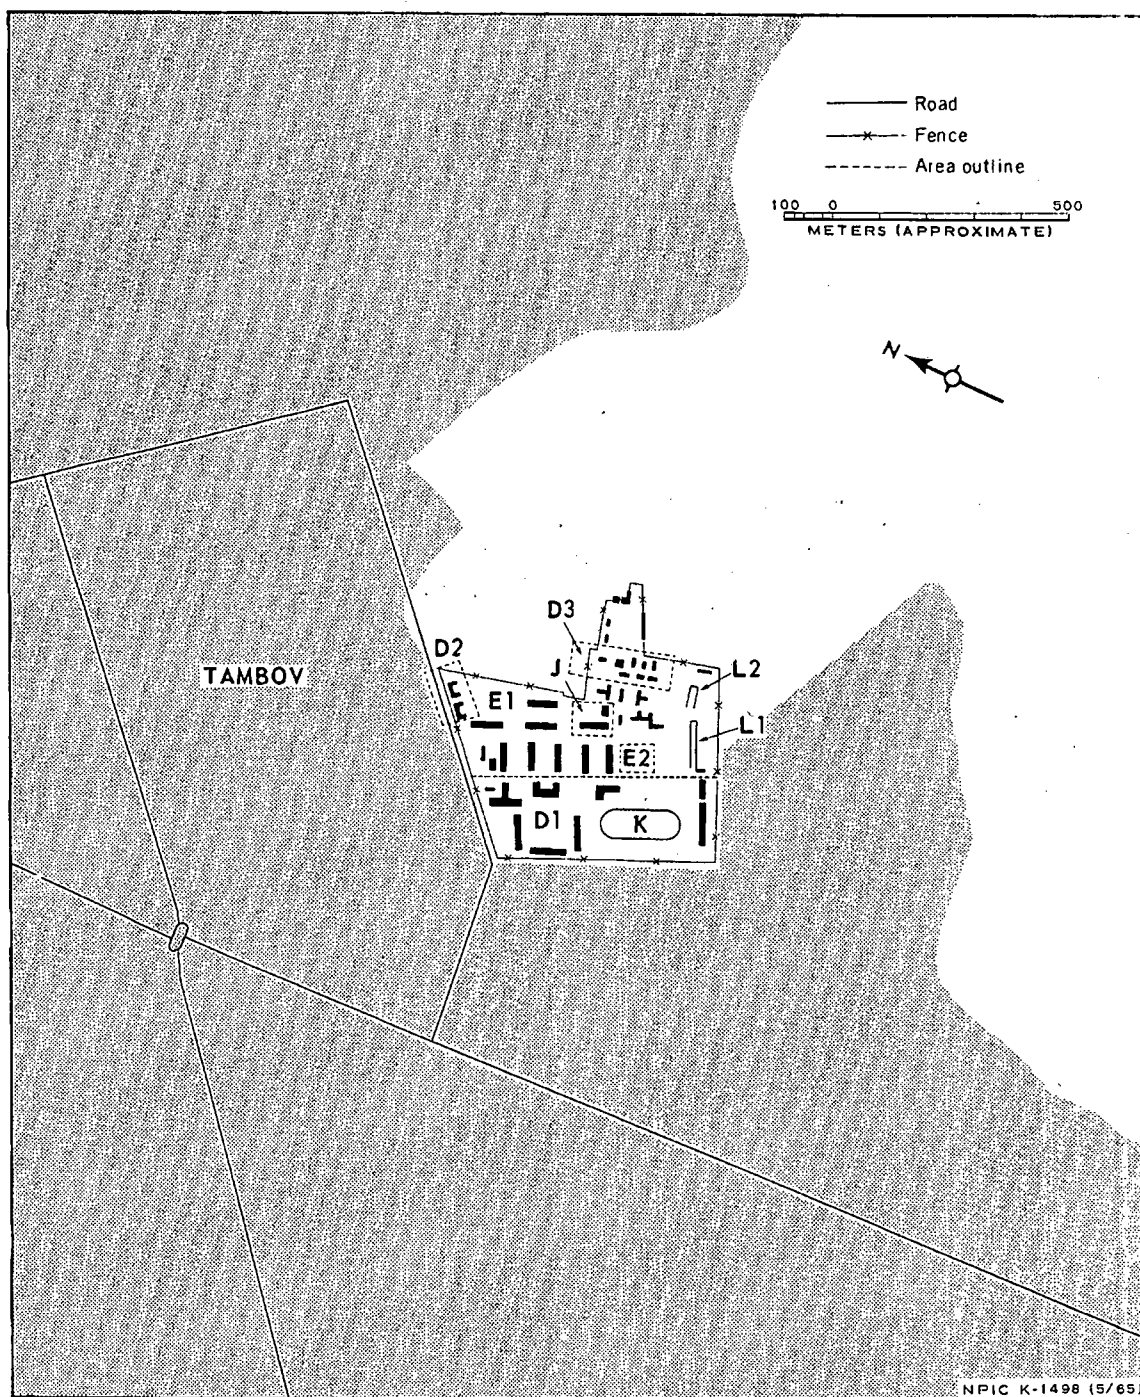 Road
Fence
Area outline
100 0 500
METERS (APPROXIMATE)
N
D3
D2
J
TAMBOV
L2
E1
L1
E2
D1
K
NPIC K-1498 (5/65)